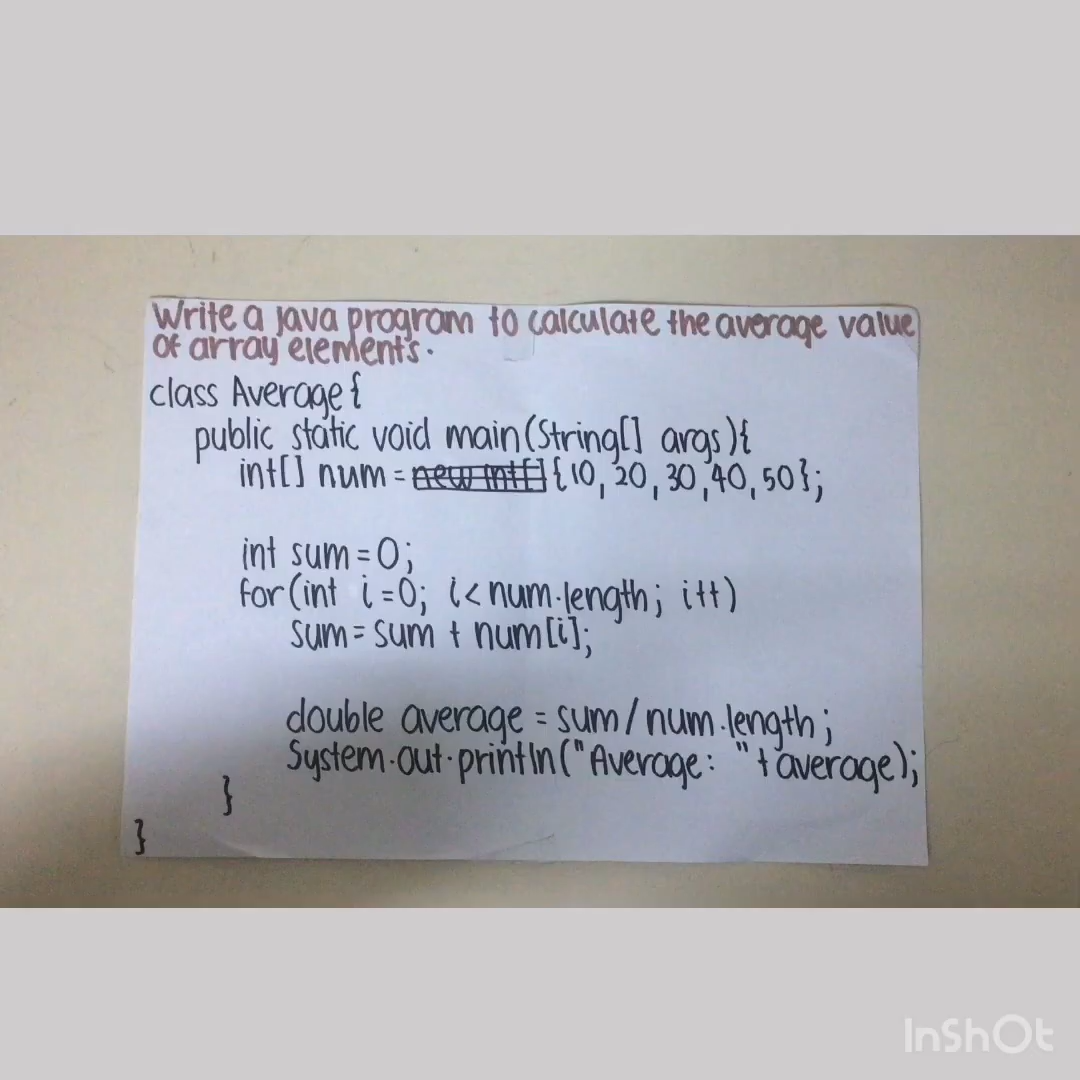 Write a java program to calculate the average value
of array elements.
class Average{
public static void main(String[] args){
int[] num = new int[] {10, 20, 30, 40, 50};
int sum = 0;
for(int i=0; i< num.length; i++)
sum = sum + num[i];
double average = sum / num.length;
System.out.println("Average: " + average);
}
}
InShOt